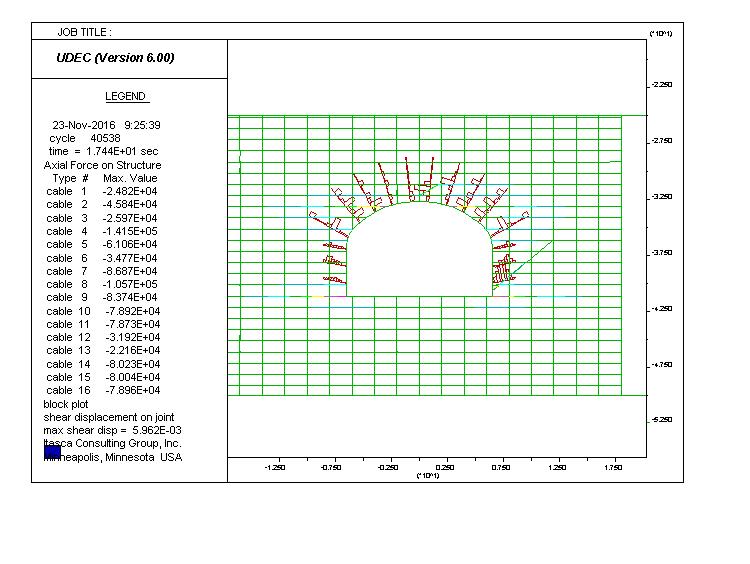 JOB TITLE :
(*10^1)
UDEC (Version 6.00)
LEGEND
23-Nov-2016 9:25:39
cycle 40538
time = 1.744E+01 sec
Axial Force on Structure
Type # Max. Value
cable 1 -2.482E+04
cable 2 -4.584E+04
cable 3 -2.597E+04
cable 4 -1.415E+05
cable 5 -6.106E+04
cable 6 -3.477E+04
cable 7 -8.687E+04
cable 8 -1.057E+05
cable 9 -8.374E+04
cable 10 -7.892E+04
cable 11 -7.873E+04
cable 12 -3.192E+04
cable 13 -2.216E+04
cable 14 -8.023E+04
cable 15 -8.004E+04
cable 16 -7.896E+04
block plot
shear displacement on joint
max shear disp = 5.962E-03
Itasca Consulting Group, Inc.
Minneapolis, Minnesota USA
-2.250
-2.750
-3.250
-3.750
-4.250
-4.750
-5.250
-1.250 -0.750 -0.250 0.250 0.750 1.250 1.750
(*10^1)